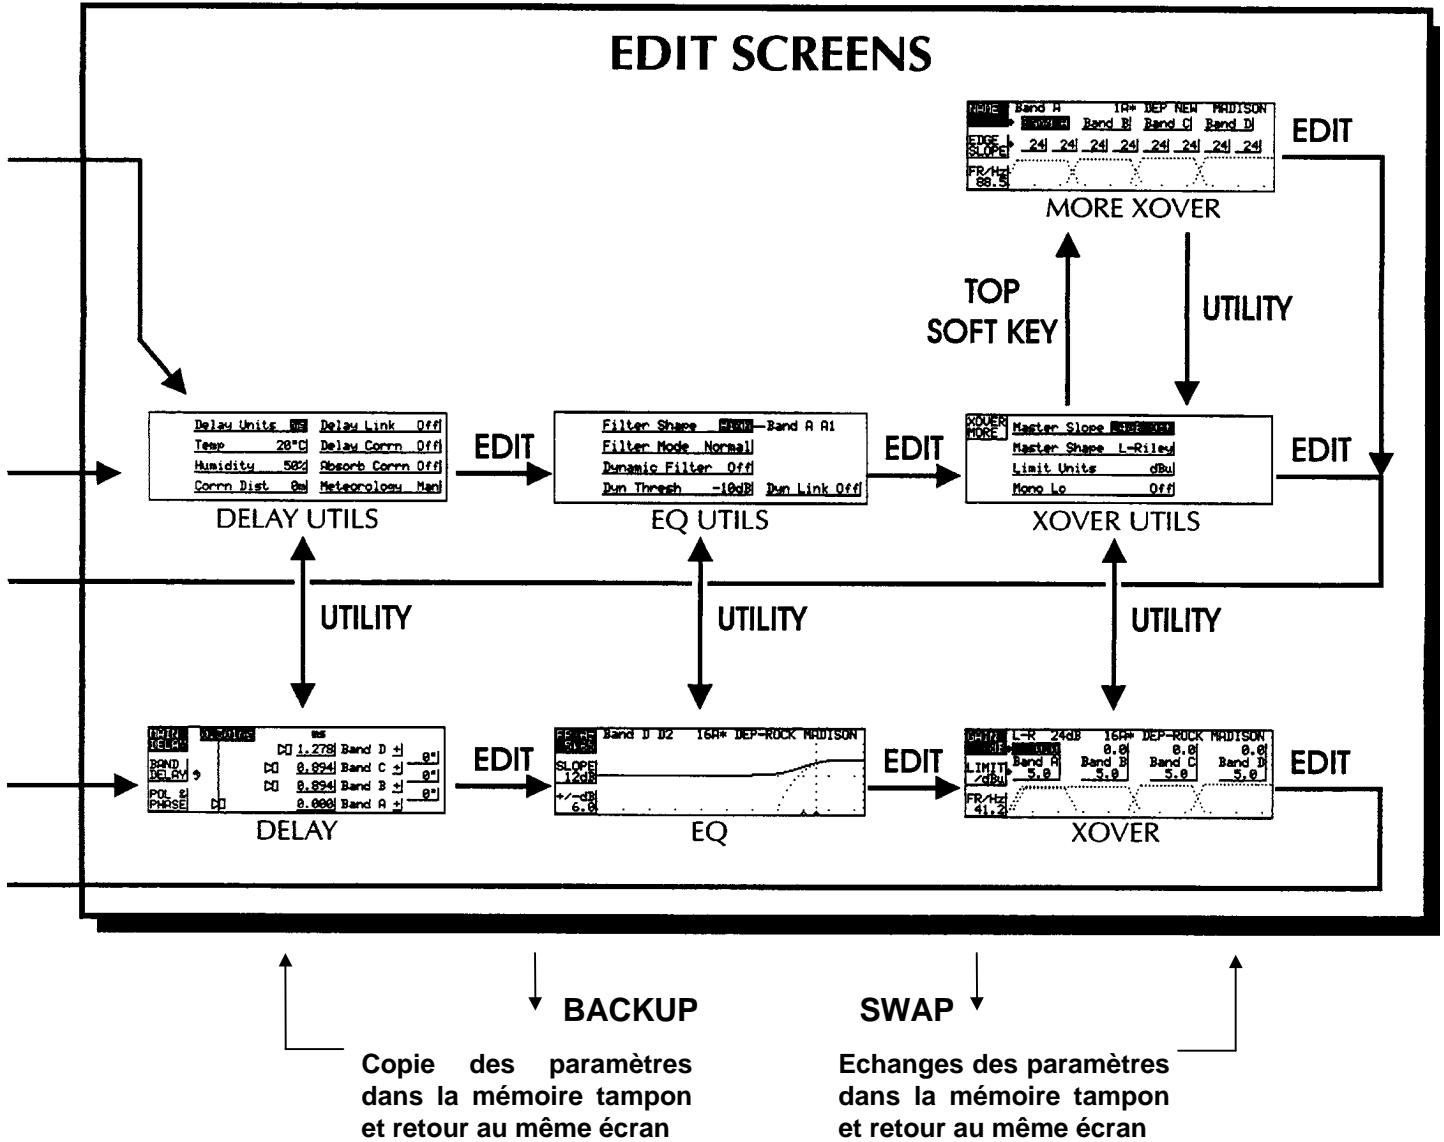 EDIT SCREENS
Band A 1A* DEP NEW MADISON
Band B Band C Band D
EDGE SLOPE 24 24 24 24 24 24 24 24
FR/Hz 88.5
MORE XOVER
EDIT
TOP
SOFT KEY
UTILITY
Delay Units ms Delay Link Off
Temp 20°C Delay Corrn Off
Humidity 50% Absorb Corrn Off
Corrn Dist 0m Meteorology Man
DELAY UTILS
EDIT
Filter Shape Band A A1
Filter Mode Normal
Dynamic Filter Off
Dyn Thresh -10dB Dyn Link Off
EQ UTILS
EDIT
XOVER MORE
Master Slope
Master Shape L-Riley
Limit Units dBu
Mono Lo Off
XOVER UTILS
EDIT
UTILITY
UTILITY
UTILITY
MAIN DELAY ms
1.278 Band D + 0°
BAND DELAY 0.894 Band C + 0°
0.894 Band B + 0°
POL & PHASE 0.000 Band A +
DELAY
EDIT
Band D D2 16A* DEP-ROCK MADISON
SLOPE 12dB
+/-dB 6.0
EQ
EDIT
L-R 24dB 16A* DEP-ROCK MADISON
0.0 0.0 0.0
Band A Band B Band C Band D
LIMIT /dBu 5.0 5.0 5.0 5.0
FR/Hz 41.2
XOVER
EDIT
BACKUP
Copie des paramètres
dans la mémoire tampon
et retour au même écran
SWAP
Echanges des paramètres
dans la mémoire tampon
et retour au même écran